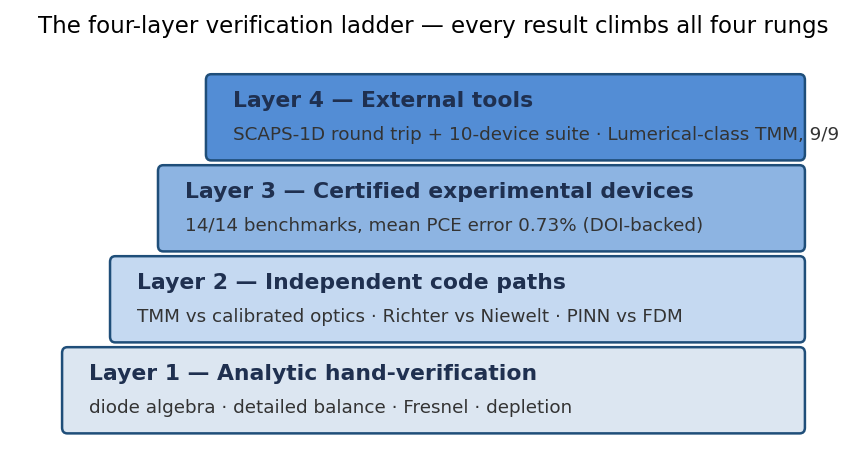 The four-layer verification ladder — every result climbs all four rungs
Layer 4 — External tools
SCAPS-1D round trip + 10-device suite · Lumerical-class TMM, 9/9
Layer 3 — Certified experimental devices
14/14 benchmarks, mean PCE error 0.73% (DOI-backed)
Layer 2 — Independent code paths
TMM vs calibrated optics · Richter vs Niewelt · PINN vs FDM
Layer 1 — Analytic hand-verification
diode algebra · detailed balance · Fresnel · depletion